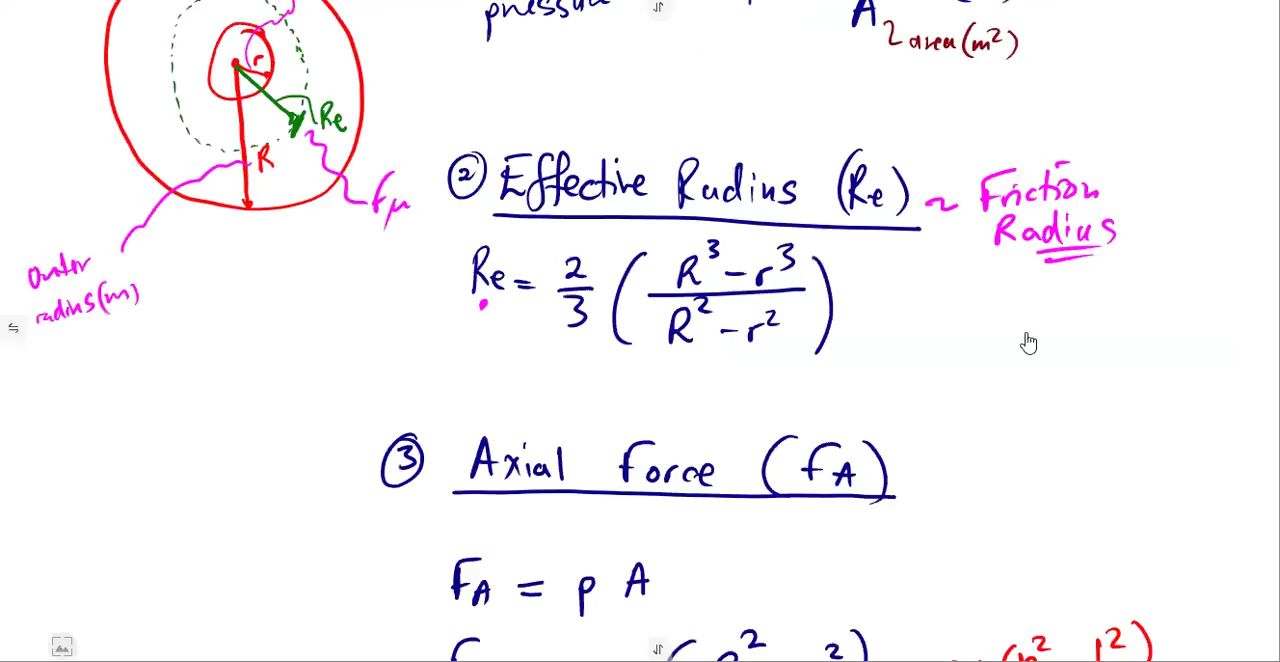 pressure
A
area (m²)
r
Re
R
Fμ
outer
radius (m)
② Effective Radius (Re) ~ Friction
Radius
Re = 2/3 ( R³ - r³ / R² - r² )
③ Axial Force (FA)
FA = p A